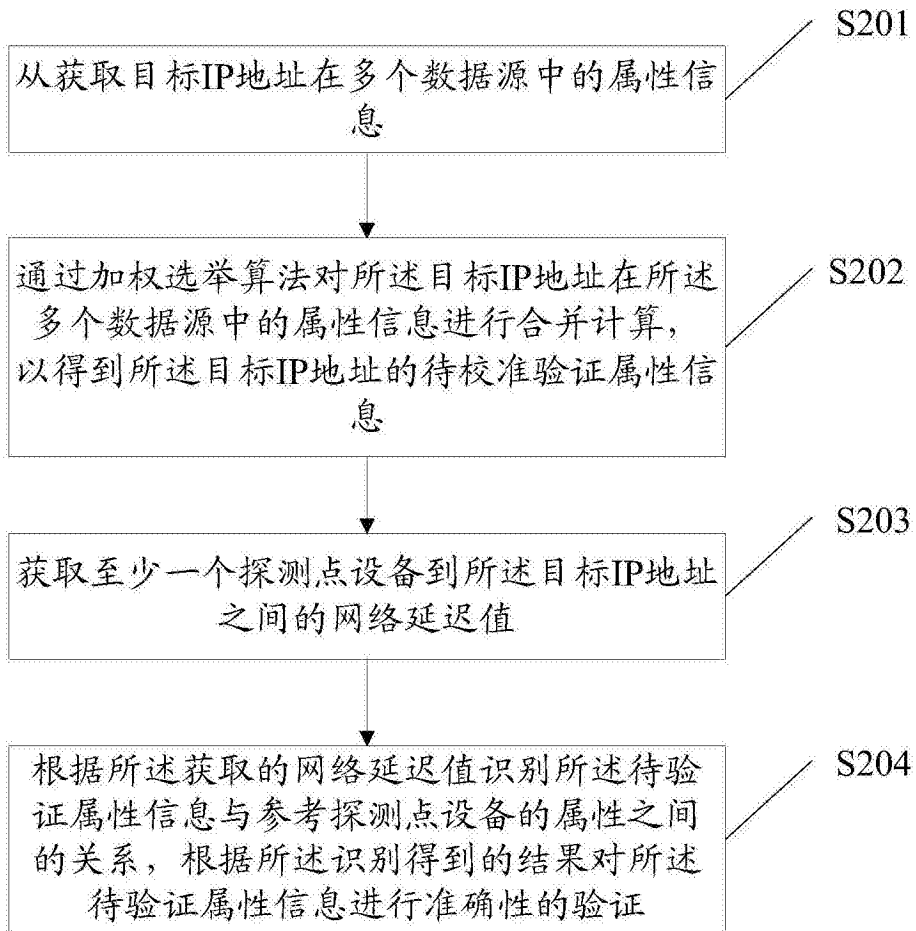 S201
从获取目标IP地址在多个数据源中的属性信
息
S202
通过加权选举算法对所述目标IP地址在所述
多个数据源中的属性信息进行合并计算，
以得到所述目标IP地址的待校准验证属性信
息
S203
获取至少一个探测点设备到所述目标IP地址
之间的网络延迟值
S204
根据所述获取的网络延迟值识别所述待验
证属性信息与参考探测点设备的属性之间
的关系，根据所述识别得到的结果对所述
待验证属性信息进行准确性的验证